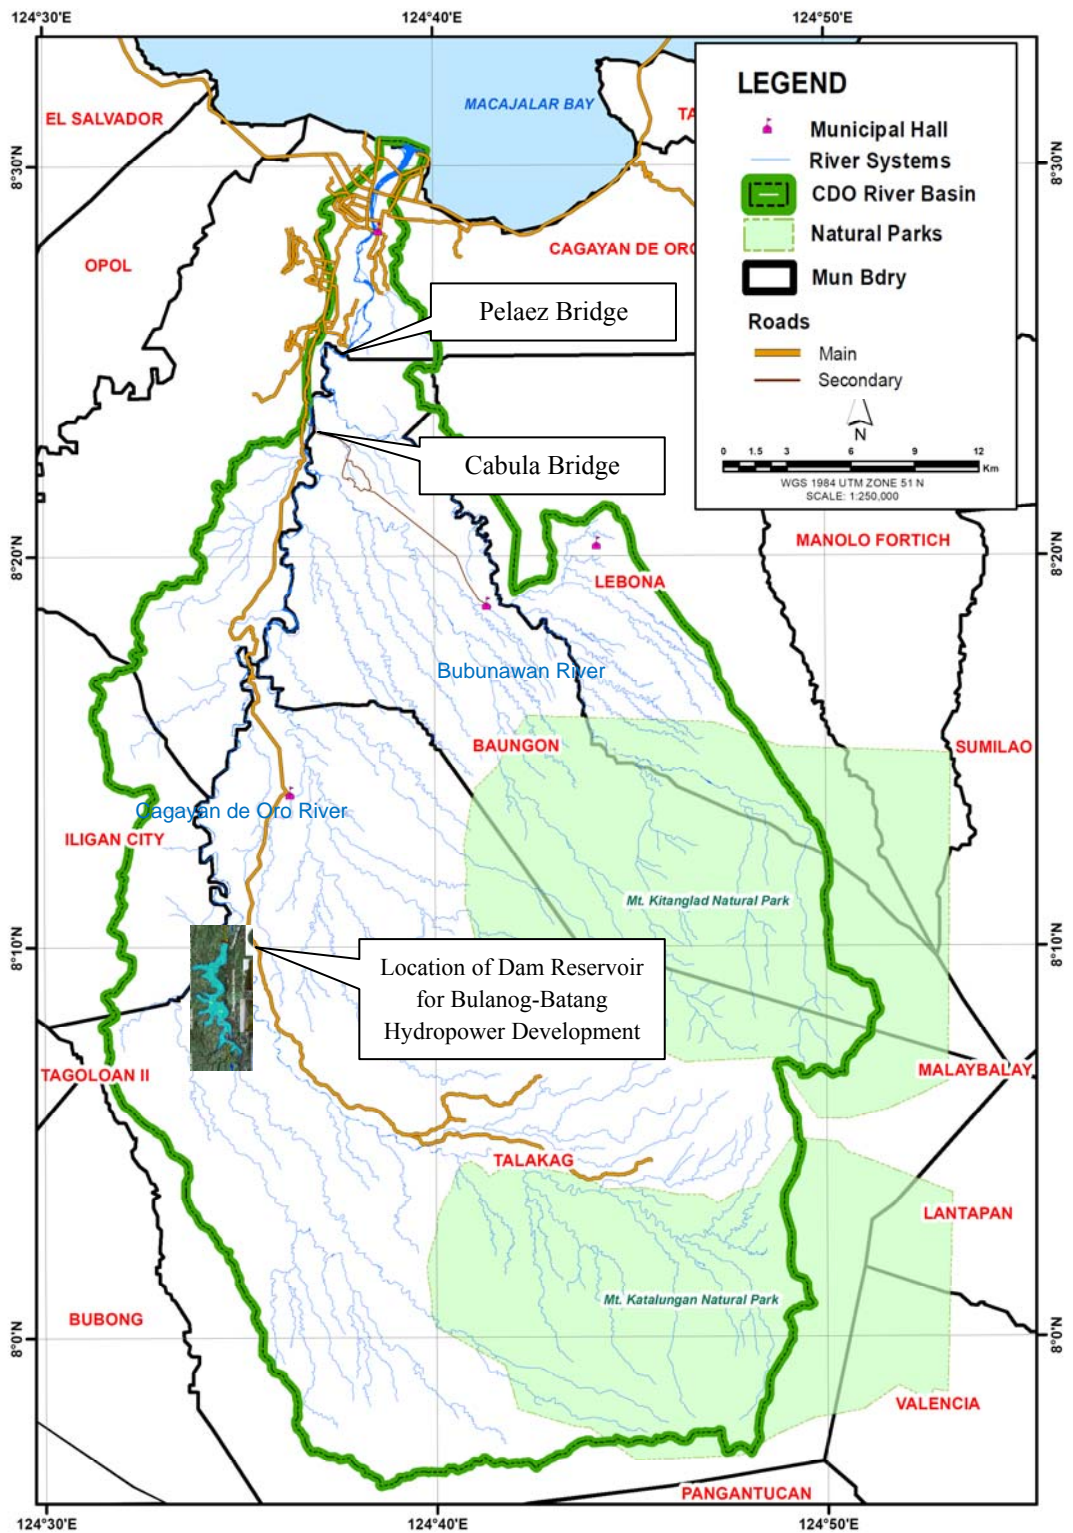 124°30'E
124°40'E
124°50'E
EL SALVADOR
MACAJALAR BAY
TA
LEGEND
Municipal Hall
River Systems
CDO River Basin
Natural Parks
Mun Bdry
Roads
Main
Secondary
N
0 1.5 3 6 9 12
Km
WGS 1984 UTM ZONE 51 N
SCALE: 1:250,000
8°30'N
8°30'N
OPOL
CAGAYAN DE ORO
Pelaez Bridge
Cabula Bridge
MANOLO FORTICH
8°20'N
8°20'N
LEBONA
Bubunawan River
BAUNGON
SUMILAO
Cagayan de Oro River
ILIGAN CITY
Mt. Kitanglad Natural Park
8°10'N
8°10'N
Location of Dam Reservoir
for Bulanog-Batang
Hydropower Development
TAGOLOAN II
MALAYBALAY
TALAKAG
LANTAPAN
Mt. Katalungan Natural Park
BUBONG
8°0'N
8°0'N
VALENCIA
PANGANTUCAN
124°30'E
124°40'E
124°50'E